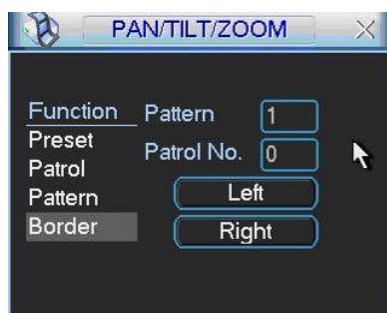 PAN/TILT/ZOOM
Function
Preset
Patrol
Pattern
Border
Pattern 1
Patrol No. 0
Left
Right